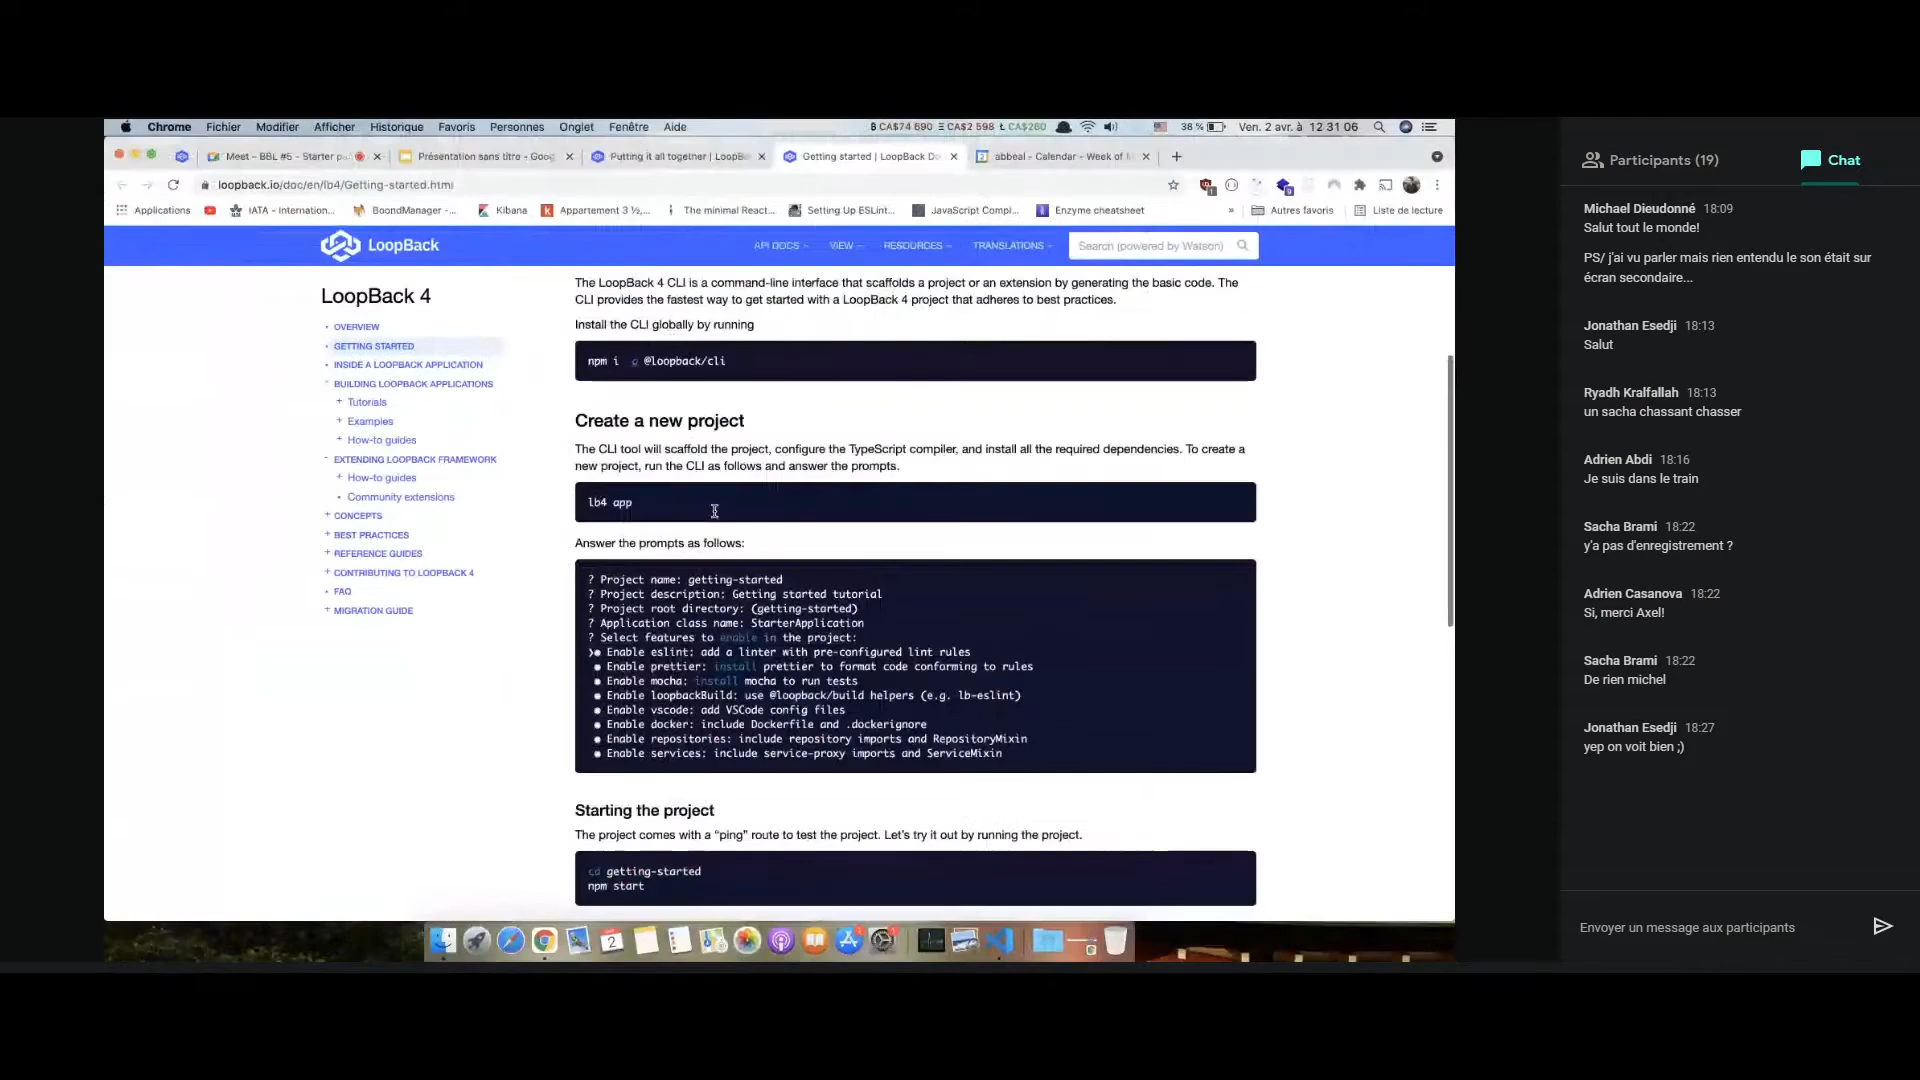 Chrome Fichier Modifier Afficher Historique Favoris Personnes Onglet Fenêtre Aide
CA$74 690 CA$2 598 CA$280 38 % Ven. 2 avr. à 12 31 06
Meet – BBL #5 - Starter p
Présentation sans titre - Goo
Putting it all together | LoopB
Getting started | LoopBack Do
abbeal - Calendar - Week of
loopback.io/doc/en/lb4/Getting-started.html
Applications
IATA - Internation...
BoondManager -...
Kibana
Appartement 3 ½,...
The minimal React...
Setting Up ESLint...
JavaScript Compi...
Enzyme cheatsheet
»
Autres favoris
Liste de lecture
LoopBack
API DOCS VIEW RESOURCES TRANSLATIONS
Search (powered by Watson)
LoopBack 4
OVERVIEW
GETTING STARTED
INSIDE A LOOPBACK APPLICATION
BUILDING LOOPBACK APPLICATIONS
Tutorials
Examples
How-to guides
EXTENDING LOOPBACK FRAMEWORK
How-to guides
Community extensions
CONCEPTS
BEST PRACTICES
REFERENCE GUIDES
CONTRIBUTING TO LOOPBACK 4
FAQ
MIGRATION GUIDE
The LoopBack 4 CLI is a command-line interface that scaffolds a project or an extension by generating the basic code. The
CLI provides the fastest way to get started with a LoopBack 4 project that adheres to best practices.
Install the CLI globally by running
npm i g @loopback/cli
Create a new project
The CLI tool will scaffold the project, configure the TypeScript compiler, and install all the required dependencies. To create a
new project, run the CLI as follows and answer the prompts.
lb4 app
Answer the prompts as follows:
? Project name: getting-started
? Project description: Getting started tutorial
? Project root directory: (getting-started)
? Application class name: StarterApplication
? Select features to enable in the project:
❯◉ Enable eslint: add a linter with pre-configured lint rules
◉ Enable prettier: install prettier to format code conforming to rules
◉ Enable mocha: install mocha to run tests
◉ Enable loopbackBuild: use @loopback/build helpers (e.g. lb-eslint)
◉ Enable vscode: add VSCode config files
◉ Enable docker: include Dockerfile and .dockerignore
◉ Enable repositories: include repository imports and RepositoryMixin
◉ Enable services: include service-proxy imports and ServiceMixin
Starting the project
The project comes with a “ping” route to test the project. Let’s try it out by running the project.
cd getting-started
npm start
2
Participants (19)
Chat
Michael Dieudonné 18:09
Salut tout le monde!
PS/ j'ai vu parler mais rien entendu le son était sur
écran secondaire...
Jonathan Esedji 18:13
Salut
Ryadh Kralfallah 18:13
un sacha chassant chasser
Adrien Abdi 18:16
Je suis dans le train
Sacha Brami 18:22
y'a pas d'enregistrement ?
Adrien Casanova 18:22
Si, merci Axel!
Sacha Brami 18:22
De rien michel
Jonathan Esedji 18:27
yep on voit bien ;)
Envoyer un message aux participants